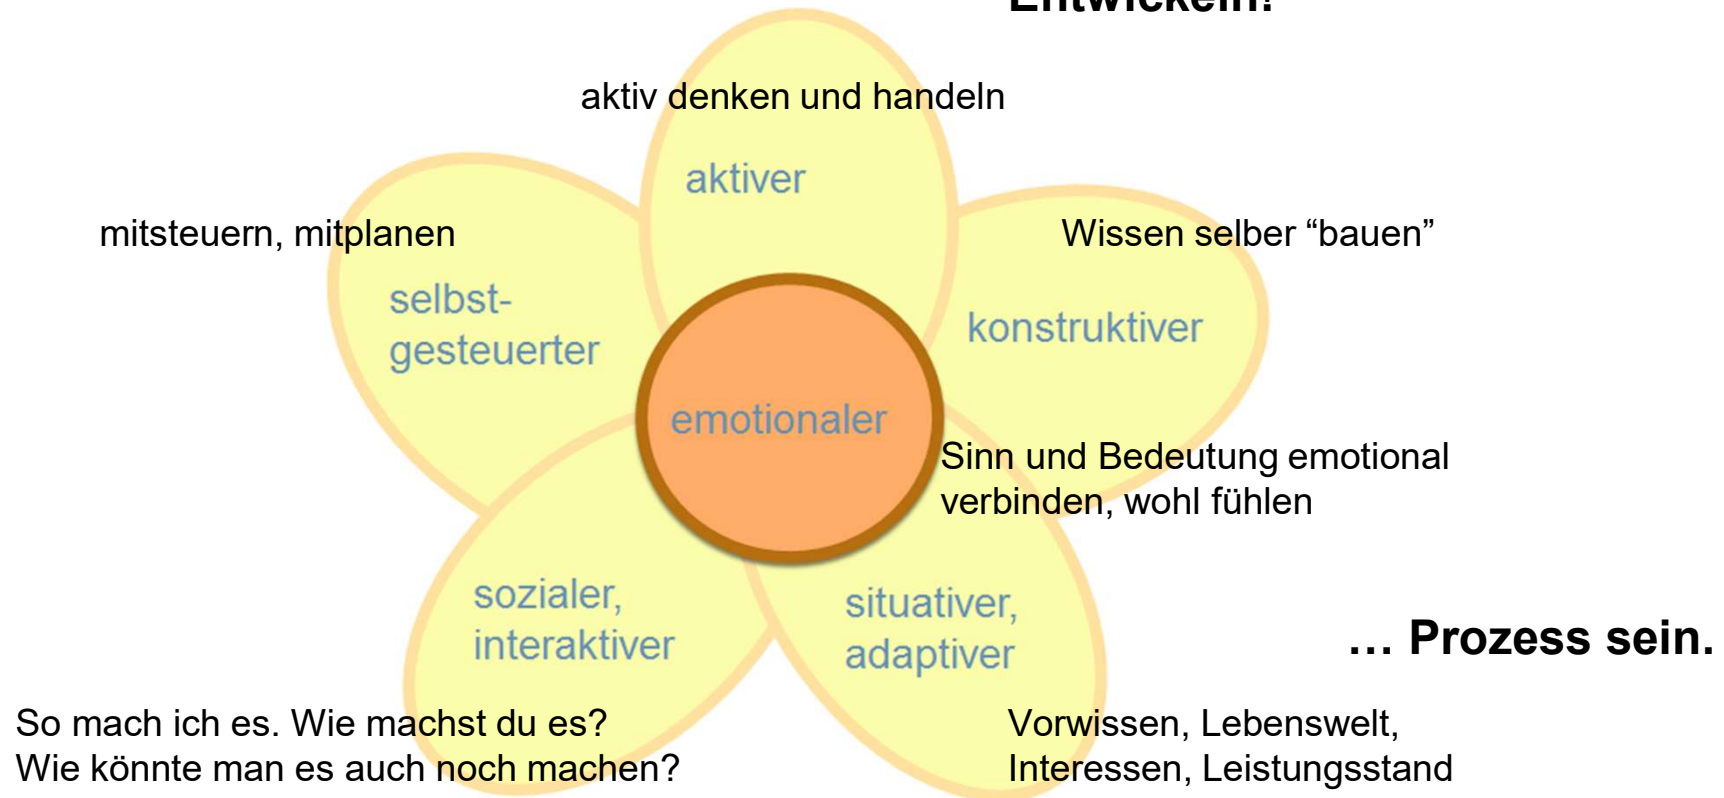 Entwickeln!
aktiv denken und handeln
aktiver
mitsteuern, mitplanen
Wissen selber “bauen”
selbst-
gesteuerter
konstruktiver
emotionaler
Sinn und Bedeutung emotional
verbinden, wohl fühlen
sozialer,
interaktiver
situativer,
adaptiver
… Prozess sein.
So mach ich es. Wie machst du es?
Wie könnte man es auch noch machen?
Vorwissen, Lebenswelt,
Interessen, Leistungsstand